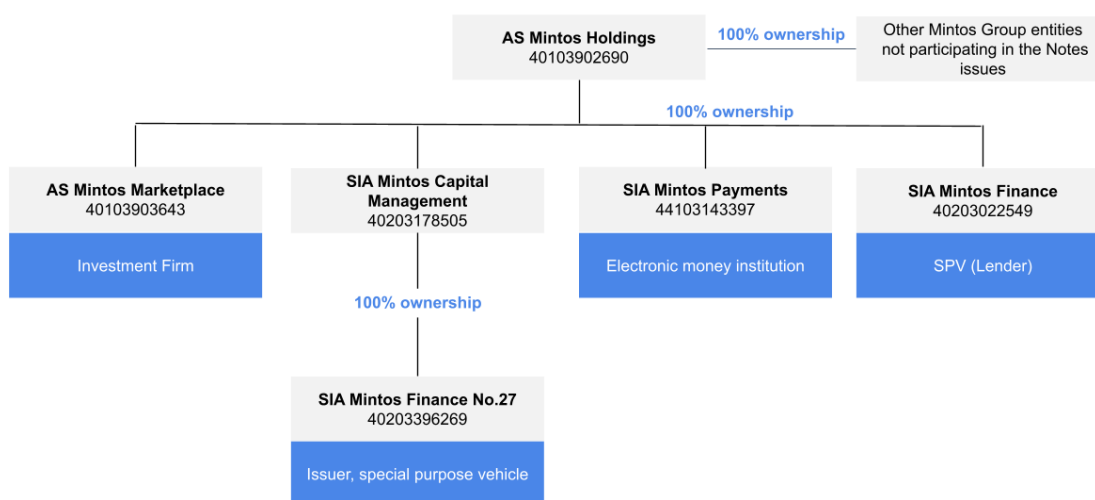 AS Mintos Holdings
40103902690
100% ownership
Other Mintos Group entities
not participating in the Notes
issues
100% ownership
AS Mintos Marketplace
40103903643
Investment Firm
SIA Mintos Capital
Management
40203178505
SIA Mintos Payments
44103143397
Electronic money institution
SIA Mintos Finance
40203022549
SPV (Lender)
100% ownership
SIA Mintos Finance No.27
40203396269
Issuer, special purpose vehicle